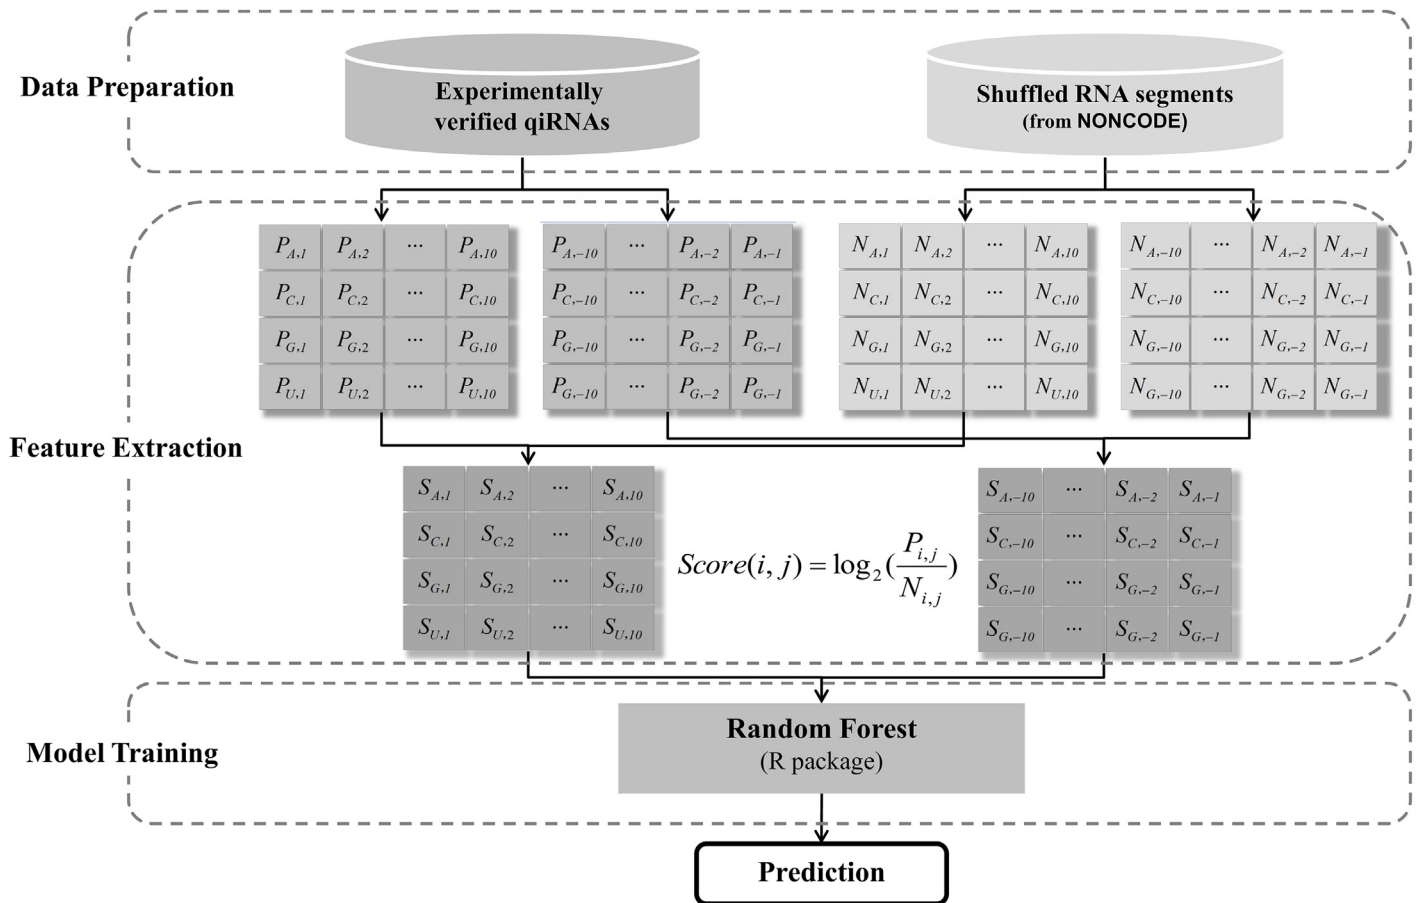 Data Preparation
Experimentally
verified qiRNAs
Shuffled RNA segments
(from NONCODE)
Feature Extraction
P_{A,1} P_{A,2} ... P_{A,10}
P_{C,1} P_{C,2} ... P_{C,10}
P_{G,1} P_{G,2} ... P_{G,10}
P_{U,1} P_{U,2} ... P_{U,10}
P_{A,-10} ... P_{A,-2} P_{A,-1}
P_{C,-10} ... P_{C,-2} P_{C,-1}
P_{G,-10} ... P_{G,-2} P_{G,-1}
P_{G,-10} ... P_{G,-2} P_{G,-1}
N_{A,1} N_{A,2} ... N_{A,10}
N_{C,1} N_{C,2} ... N_{C,10}
N_{G,1} N_{G,2} ... N_{G,10}
N_{U,1} N_{U,2} ... N_{U,10}
N_{A,-10} ... N_{A,-2} N_{A,-1}
N_{C,-10} ... N_{C,-2} N_{C,-1}
N_{G,-10} ... N_{G,-2} N_{G,-1}
N_{G,-10} ... N_{G,-2} N_{G,-1}
S_{A,1} S_{A,2} ... S_{A,10}
S_{C,1} S_{C,2} ... S_{C,10}
S_{G,1} S_{G,2} ... S_{G,10}
S_{U,1} S_{U,2} ... S_{U,10}
Score(i, j) = log_2(P_{i,j}/N_{i,j})
S_{A,-10} ... S_{A,-2} S_{A,-1}
S_{C,-10} ... S_{C,-2} S_{C,-1}
S_{G,-10} ... S_{G,-2} S_{G,-1}
S_{G,-10} ... S_{G,-2} S_{G,-1}
Model Training
Random Forest
(R package)
Prediction